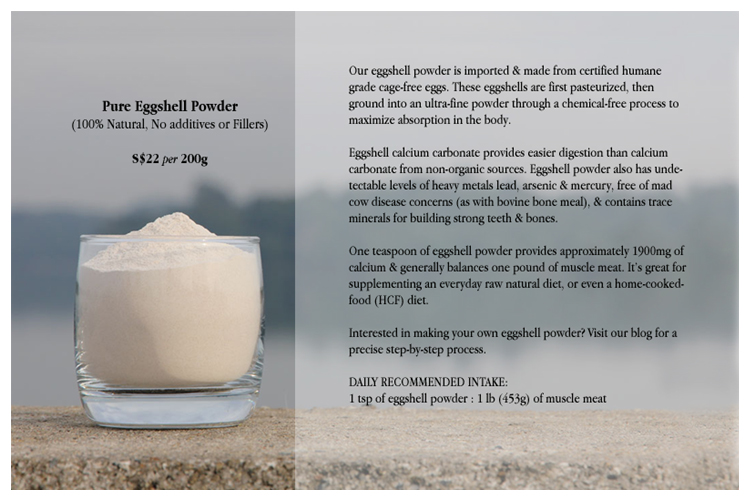 Pure Eggshell Powder
(100% Natural, No additives or Fillers)
S$22 per 200g
Our eggshell powder is imported & made from certified humane
grade cage-free eggs. These eggshells are first pasteurized, then
ground into an ultra-fine powder through a chemical-free process to
maximize absorption in the body.
Eggshell calcium carbonate provides easier digestion than calcium
carbonate from non-organic sources. Eggshell powder also has unde-
tectable levels of heavy metals lead, arsenic & mercury, free of mad
cow disease concerns (as with bovine bone meal), & contains trace
minerals for building strong teeth & bones.
One teaspoon of eggshell powder provides approximately 1900mg of
calcium & generally balances one pound of muscle meat. It's great for
supplementing an everyday raw natural diet, or even a home-cooked-
food (HCF) diet.
Interested in making your own eggshell powder? Visit our blog for a
precise step-by-step process.
DAILY RECOMMENDED INTAKE:
1 tsp of eggshell powder : 1 lb (453g) of muscle meat